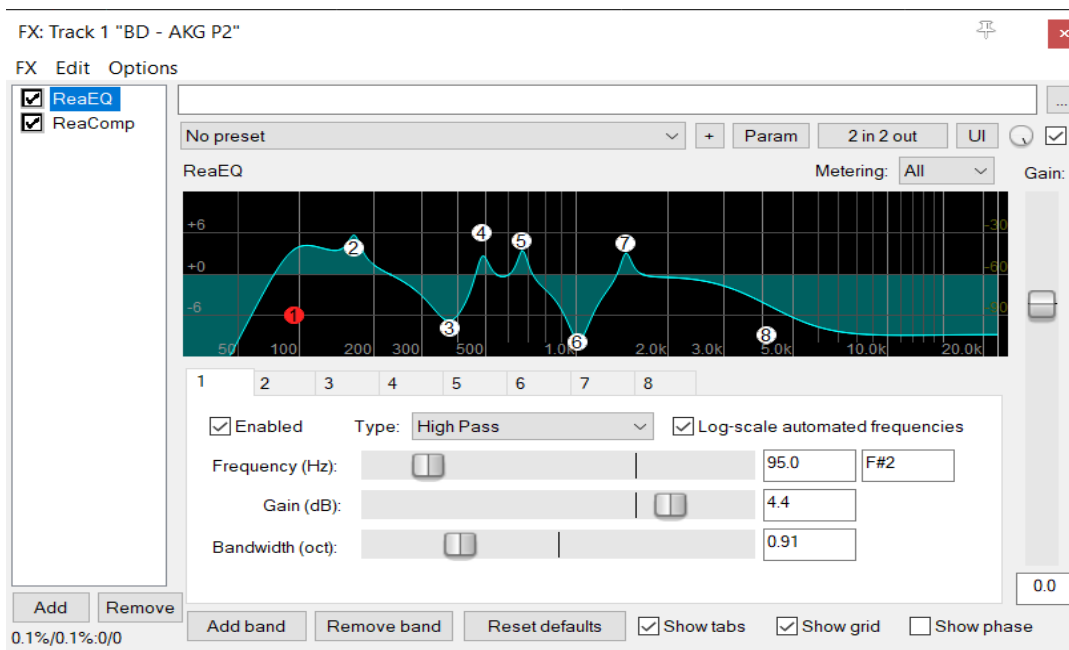 FX: Track 1 "BD - AKG P2"
FX Edit Options
ReaEQ
ReaComp
...
No preset
+
Param
2 in 2 out
UI
ReaEQ
Metering: All
Gain:
+6
+0
-6
-30
-60
-90
1
2
3
4
5
6
7
8
50 100 200 300 500 1.0k 2.0k 3.0k 5.0k 10.0k 20.0k
1 2 3 4 5 6 7 8
Enabled Type: High Pass Log-scale automated frequencies
Frequency (Hz): 95.0 F#2
Gain (dB): 4.4
Bandwidth (oct): 0.91
0.0
Add Remove
Add band Remove band Reset defaults Show tabs Show grid Show phase
0.1%/0.1%:0/0